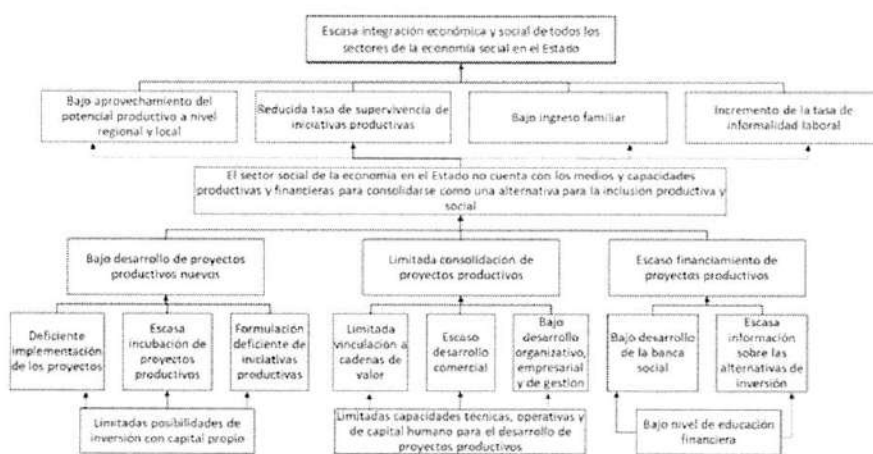 Escasa integración económica y social de todos los
sectores de la economía social en el Estado
Bajo aprovechamiento del
potencial productivo a nivel
regional y local
Reducida tasa de supervivencia de
iniciativas productivas
Bajo ingreso familiar
Incremento de la tasa de
informalidad laboral
El sector social de la economía en el Estado no cuenta con los medios y capacidades
productivas y financieras para consolidarse como una alternativa para la inclusión productiva y
social
Bajo desarrollo de proyectos
productivos nuevos
Limitada consolidación de
proyectos productivos
Escaso financiamiento de
proyectos productivos
Deficiente
implementación
de los proyectos
Escasa
incubación de
proyectos
productivos
Formulación
deficiente de
iniciativas
productivas
Limitada
vinculación a
cadenas de
valor
Escaso
desarrollo
comercial
Bajo
desarrollo
organizativo,
empresarial
y de gestion
Bajo desarrollo
de la banca
social
Escasa
información
sobre las
alternativas de
inversión
Limitadas posibilidades de
inversión con capital propio
Limitadas capacidades técnicas, operativas y
de capital humano para el desarrollo de
proyectos productivos
Bajo nivel de educación
financiera